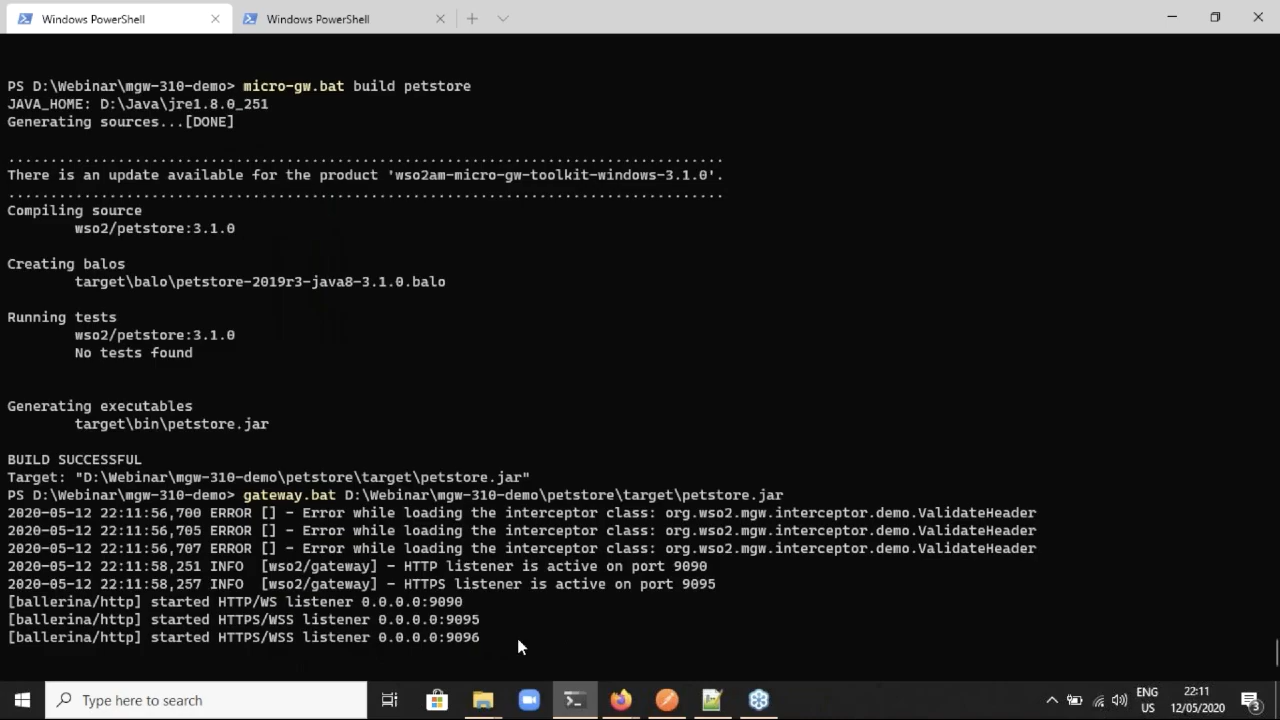 Windows PowerShell
Windows PowerShell
PS D:\Webinar\mgw-310-demo> micro-gw.bat build petstore
JAVA_HOME: D:\Java\jre1.8.0_251
Generating sources...[DONE]
.....................................................................................
There is an update available for the product 'wso2am-micro-gw-toolkit-windows-3.1.0'.
.....................................................................................
Compiling source
wso2/petstore:3.1.0
Creating balos
target\balo\petstore-2019r3-java8-3.1.0.balo
Running tests
wso2/petstore:3.1.0
No tests found
Generating executables
target\bin\petstore.jar
BUILD SUCCESSFUL
Target: "D:\Webinar\mgw-310-demo\petstore\target\petstore.jar"
PS D:\Webinar\mgw-310-demo> gateway.bat D:\Webinar\mgw-310-demo\petstore\target\petstore.jar
2020-05-12 22:11:56,700 ERROR [] - Error while loading the interceptor class: org.wso2.mgw.interceptor.demo.ValidateHeader
2020-05-12 22:11:56,705 ERROR [] - Error while loading the interceptor class: org.wso2.mgw.interceptor.demo.ValidateHeader
2020-05-12 22:11:56,707 ERROR [] - Error while loading the interceptor class: org.wso2.mgw.interceptor.demo.ValidateHeader
2020-05-12 22:11:58,251 INFO  [wso2/gateway] - HTTP listener is active on port 9090
2020-05-12 22:11:58,257 INFO  [wso2/gateway] - HTTPS listener is active on port 9095
[ballerina/http] started HTTP/WS listener 0.0.0.0:9090
[ballerina/http] started HTTPS/WSS listener 0.0.0.0:9095
[ballerina/http] started HTTPS/WSS listener 0.0.0.0:9096
Type here to search
ENG
US
22:11
12/05/2020
3